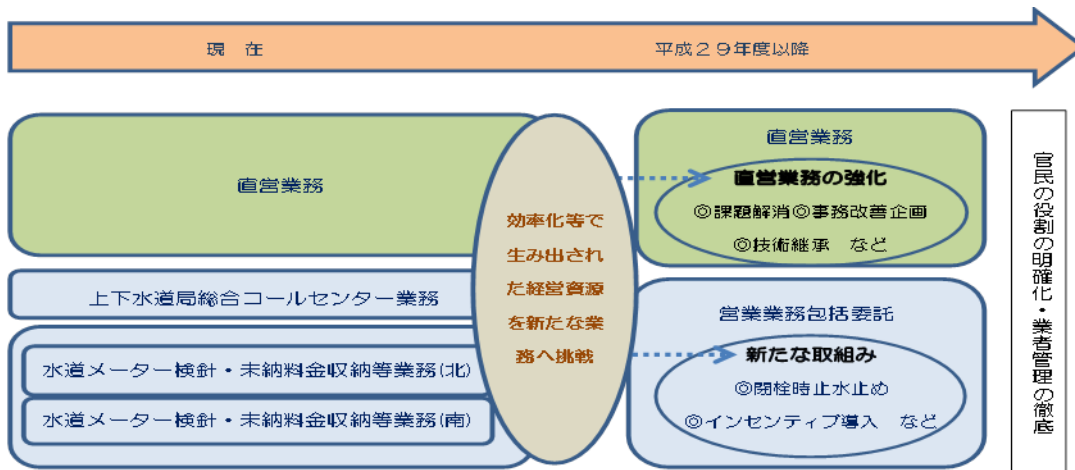 現　在
平成２９年度以降
直営業務
上下水道局総合コールセンター業務
水道メーター検針・未納料金収納等業務(北)
水道メーター検針・未納料金収納等業務(南)
効率化等で
生み出され
た経営資源
を新たな業
務へ挑戦
直営業務
直営業務の強化
◎課題解消◎事務改善企画
◎技術継承　など
営業業務包括委託
新たな取組み
◎閉栓時止水止め
◎インセンティブ導入　など
官民の役割の明確化・業者管理の徹底